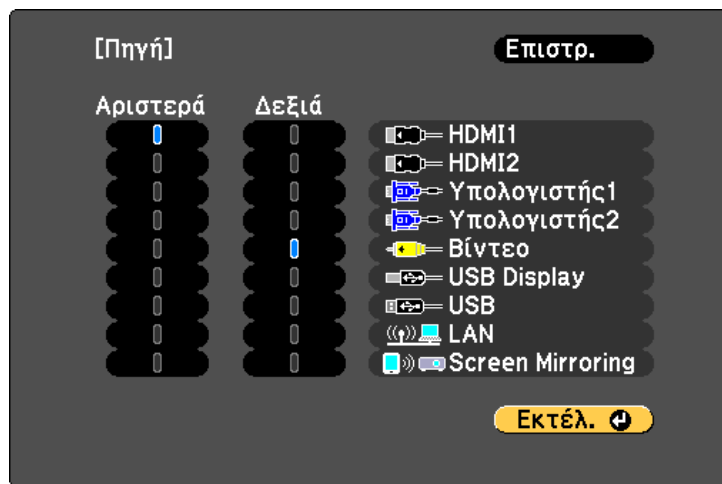 [Πηγή] Επιστρ.
Αριστερά Δεξιά
HDMI1
HDMI2
Υπολογιστής1
Υπολογιστής2
Βίντεο
USB Display
USB
LAN
Screen Mirroring
Εκτέλ.